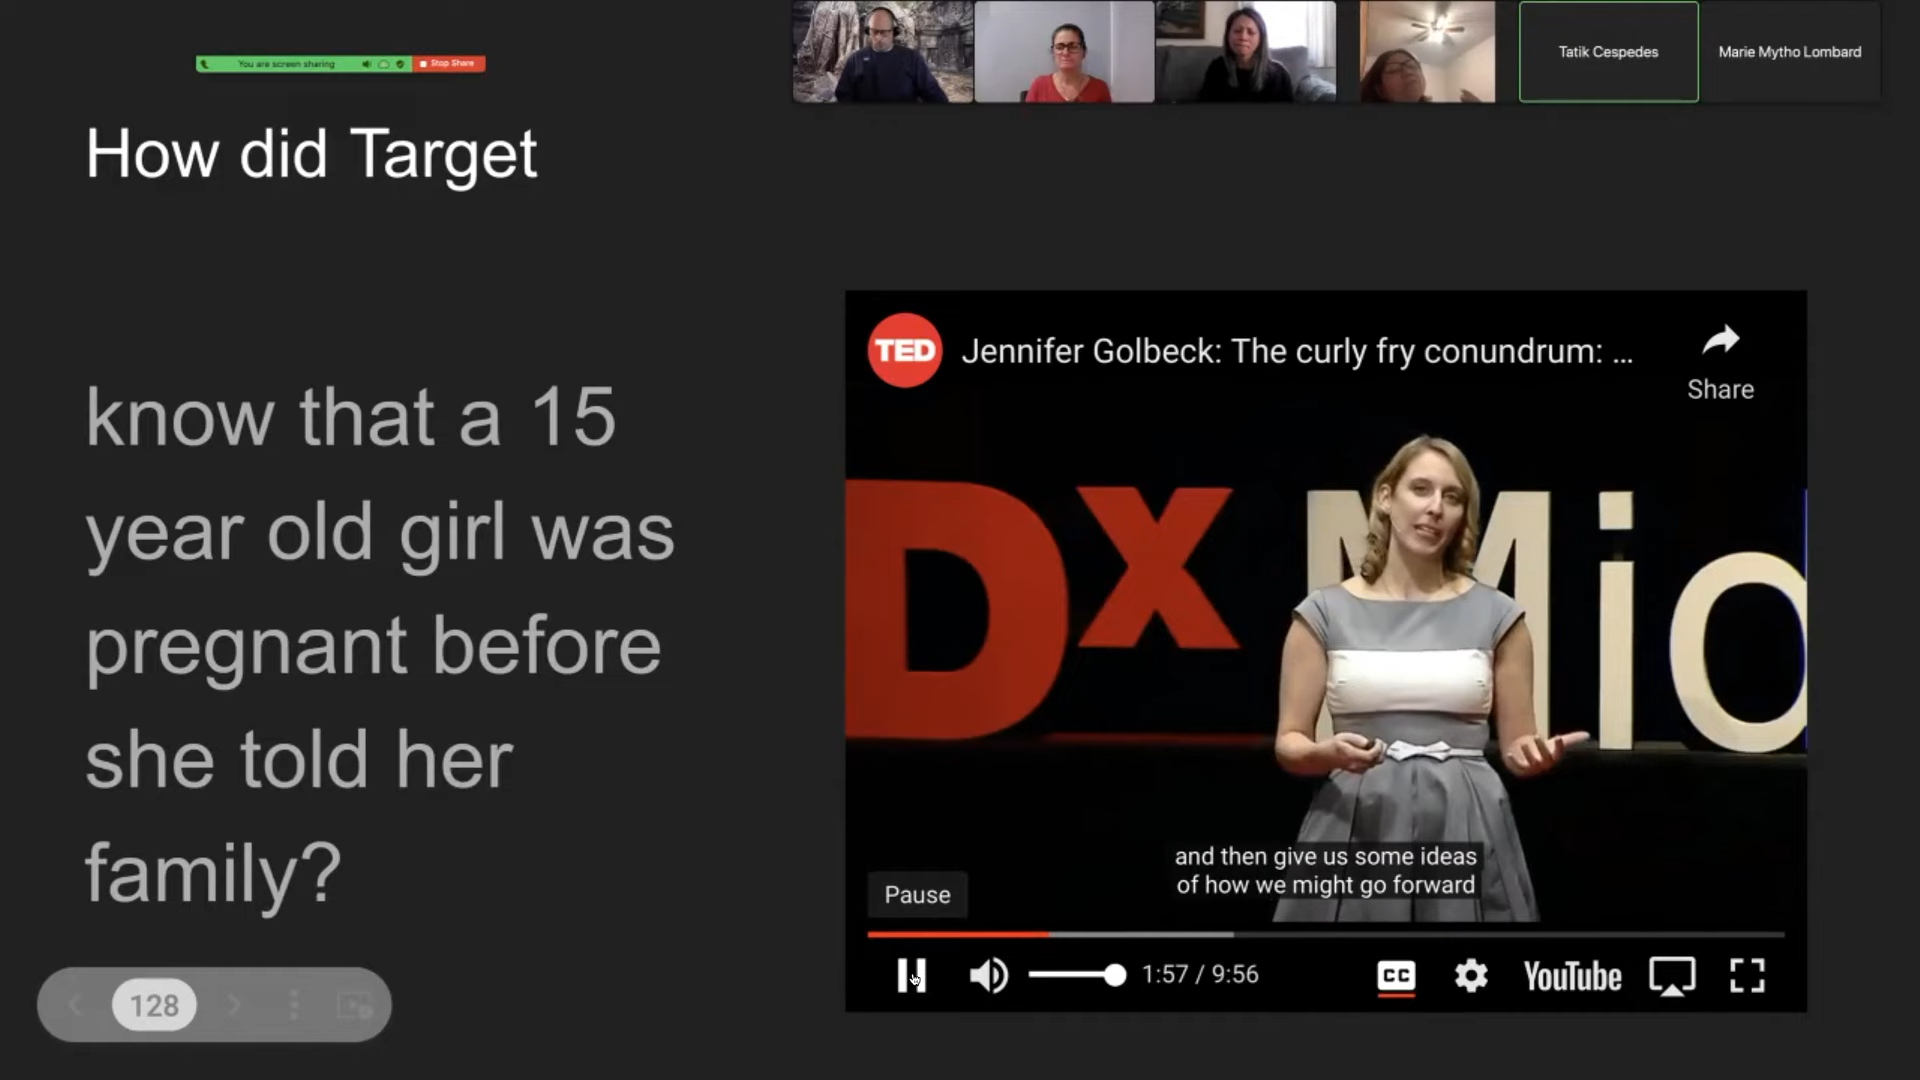 You are screen sharing
Stop Share
Tatik Cespedes
Marie Mytho Lombard
How did Target
know that a 15
year old girl was
pregnant before
she told her
family?
128
TED
Jennifer Golbeck: The curly fry conundrum: ...
Share
Dx Mid
and then give us some ideas
of how we might go forward
Pause
1:57 / 9:56
CC
YouTube